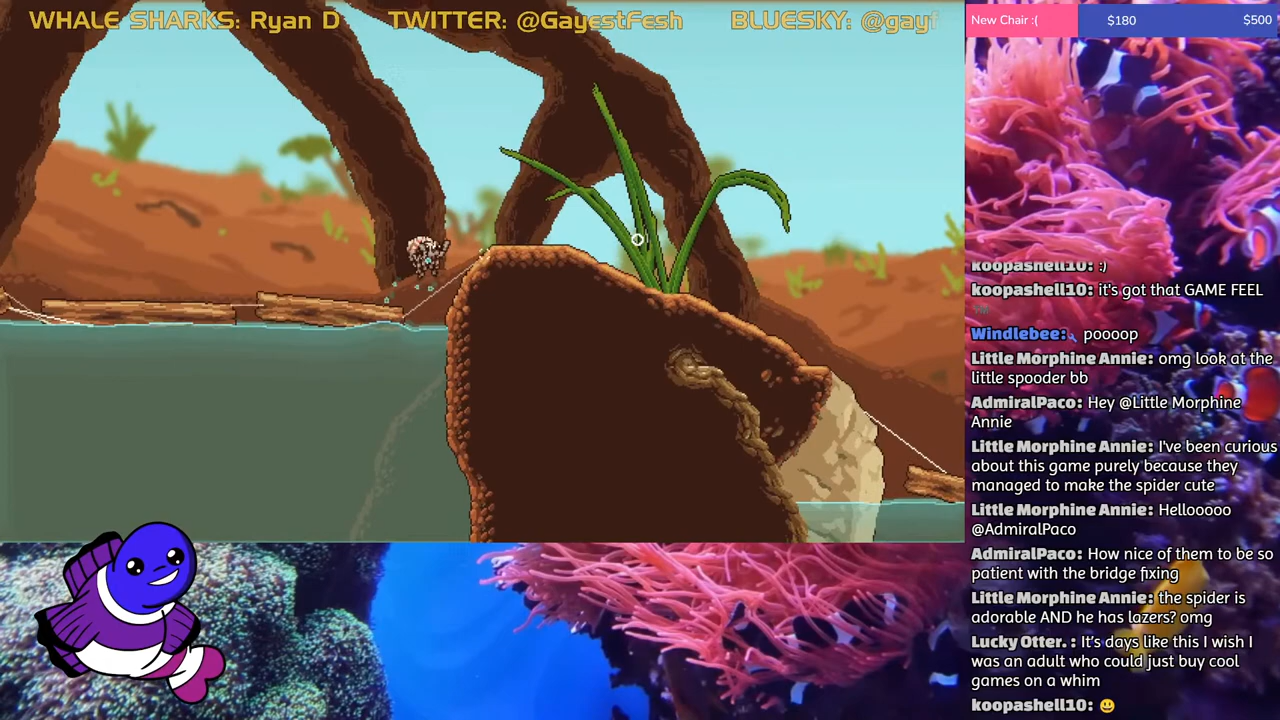 WHALE SHARKS: Ryan D TWITTER: @GayestFesh BLUESKY: @gay
New Chair :( $180 $500
koopashell10: :)
koopashell10: it's got that GAME FEEL
Windlebee: poooop
Little Morphine Annie: omg look at the
little spooder bb
AdmiralPaco: Hey @Little Morphine
Annie
Little Morphine Annie: I've been curious
about this game purely because they
managed to make the spider cute
Little Morphine Annie: Hellooooo
@AdmiralPaco
AdmiralPaco: How nice of them to be so
patient with the bridge fixing
Little Morphine Annie: the spider is
adorable AND he has lazers? omg
Lucky Otter. : It's days like this I wish I
was an adult who could just buy cool
games on a whim
koopashell10: 😃